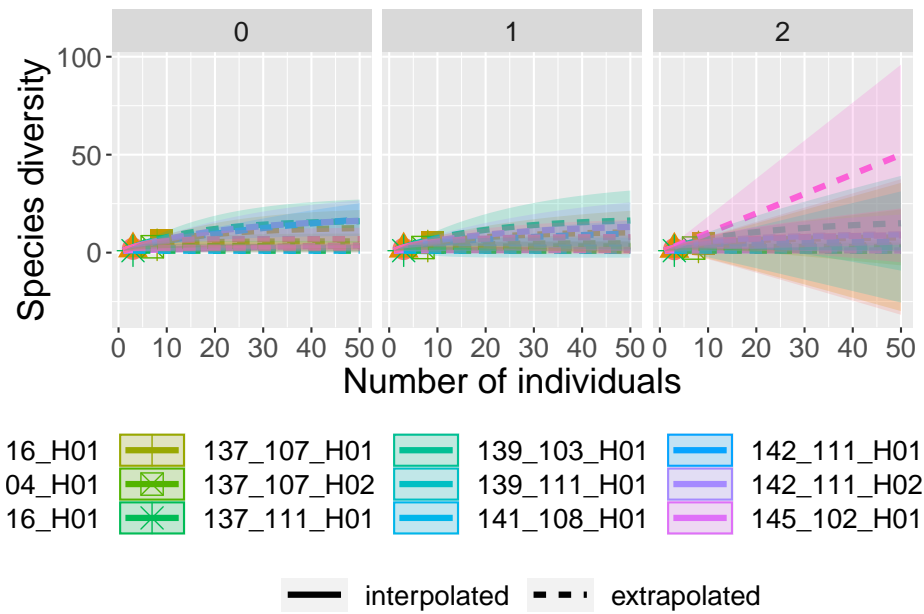 0 1 2
100
50
0
Species diversity
0 10 20 30 40 50 0 10 20 30 40 50 0 10 20 30 40 50
Number of individuals
16_H01 137_107_H01 139_103_H01 142_111_H01
04_H01 137_107_H02 139_111_H01 142_111_H02
16_H01 137_111_H01 141_108_H01 145_102_H01
interpolated extrapolated